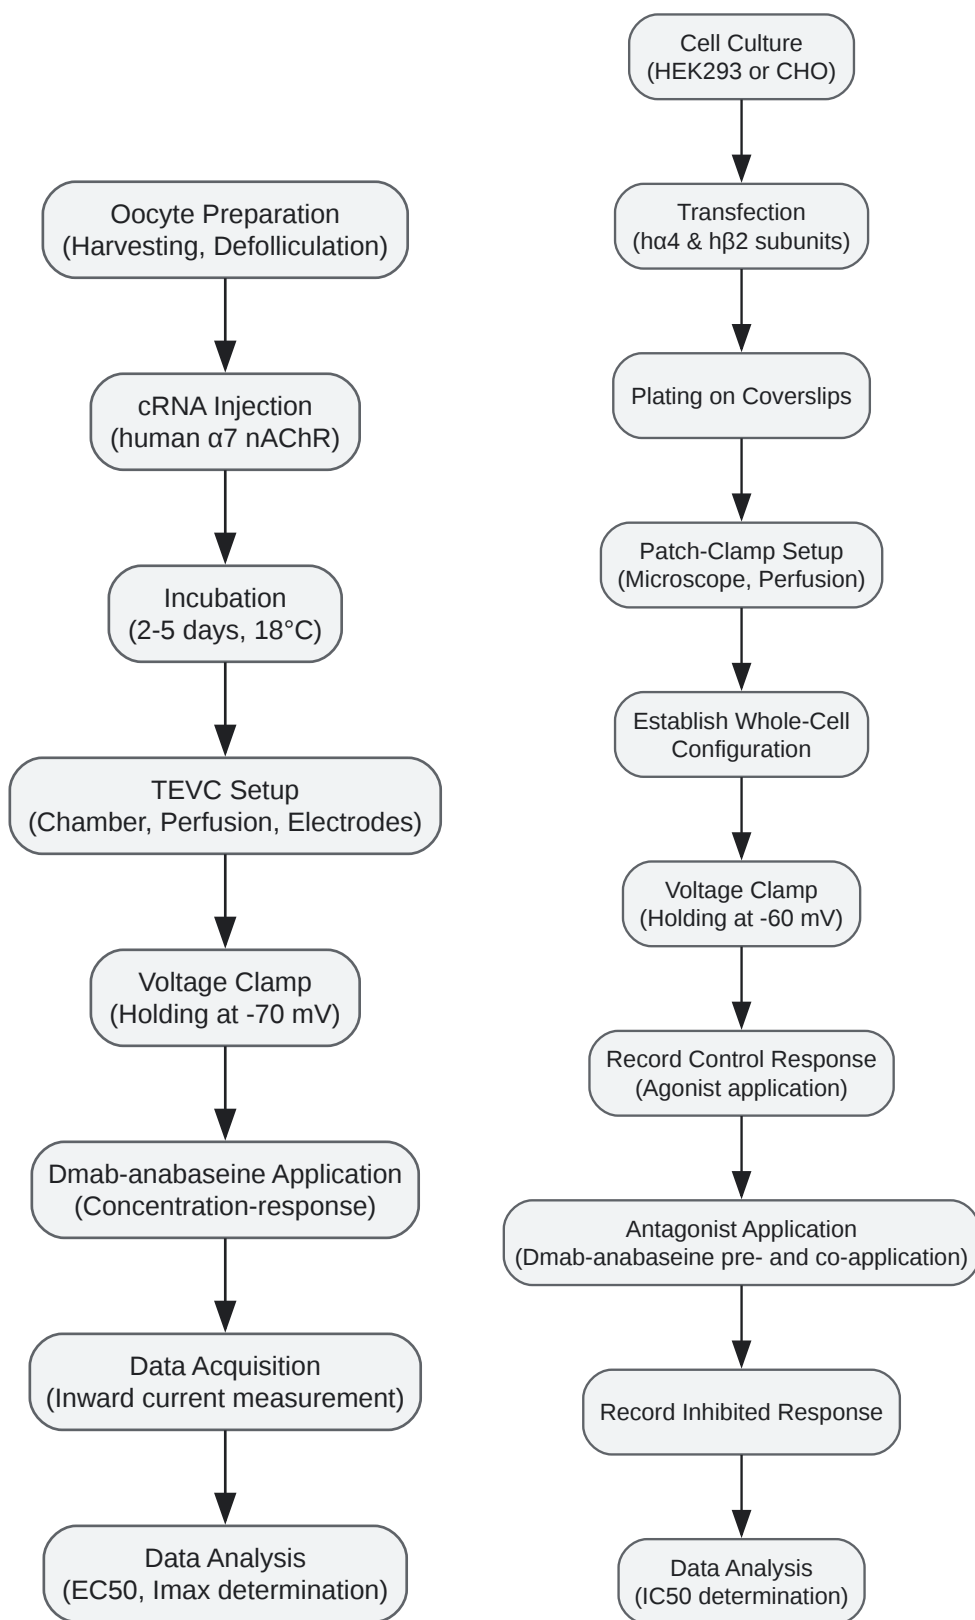 Oocyte Preparation
(Harvesting, Defolliculation)
cRNA Injection
(human α7 nAChR)
Incubation
(2-5 days, 18°C)
TEVC Setup
(Chamber, Perfusion, Electrodes)
Voltage Clamp
(Holding at -70 mV)
Dmab-anabaseine Application
(Concentration-response)
Data Acquisition
(Inward current measurement)
Data Analysis
(EC50, Imax determination)
Cell Culture
(HEK293 or CHO)
Transfection
(hα4 & hβ2 subunits)
Plating on Coverslips
Patch-Clamp Setup
(Microscope, Perfusion)
Establish Whole-Cell
Configuration
Voltage Clamp
(Holding at -60 mV)
Record Control Response
(Agonist application)
Antagonist Application
(Dmab-anabaseine pre- and co-application)
Record Inhibited Response
Data Analysis
(IC50 determination)